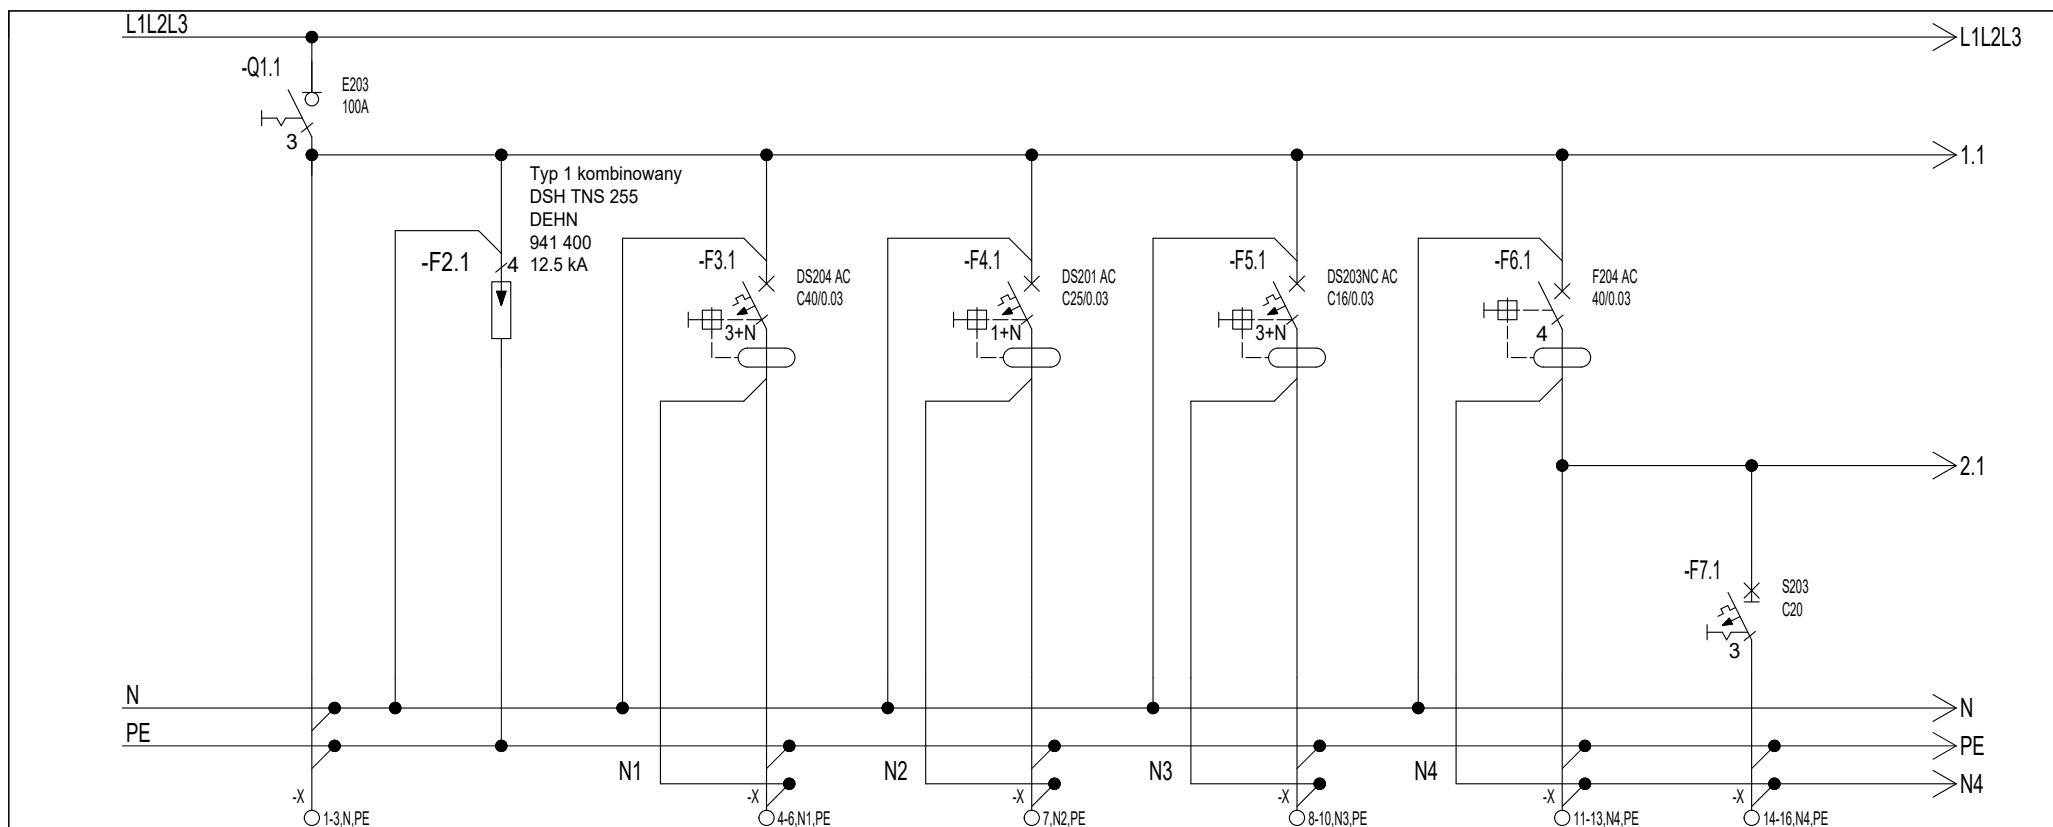 L1L2L3
L1L2L3
-Q1.1
E203
100A
3
1.1
Typ 1 kombinowany
DSH TNS 255
DEHN
941 400
12.5 kA
-F2.1
4
-F3.1
DS204 AC
C40/0.03
3+N
-F4.1
DS201 AC
C25/0.03
1+N
-F5.1
DS203NC AC
C16/0.03
3+N
-F6.1
F204 AC
40/0.03
4
2.1
-F7.1
S203
C20
3
N
N
PE
PE
N1
N2
N3
N4
N4
-X
1-3,N,PE
-X
4-6,N1,PE
-X
7,N2,PE
-X
8-10,N3,PE
-X
11-13,N4,PE
-X
14-16,N4,PE